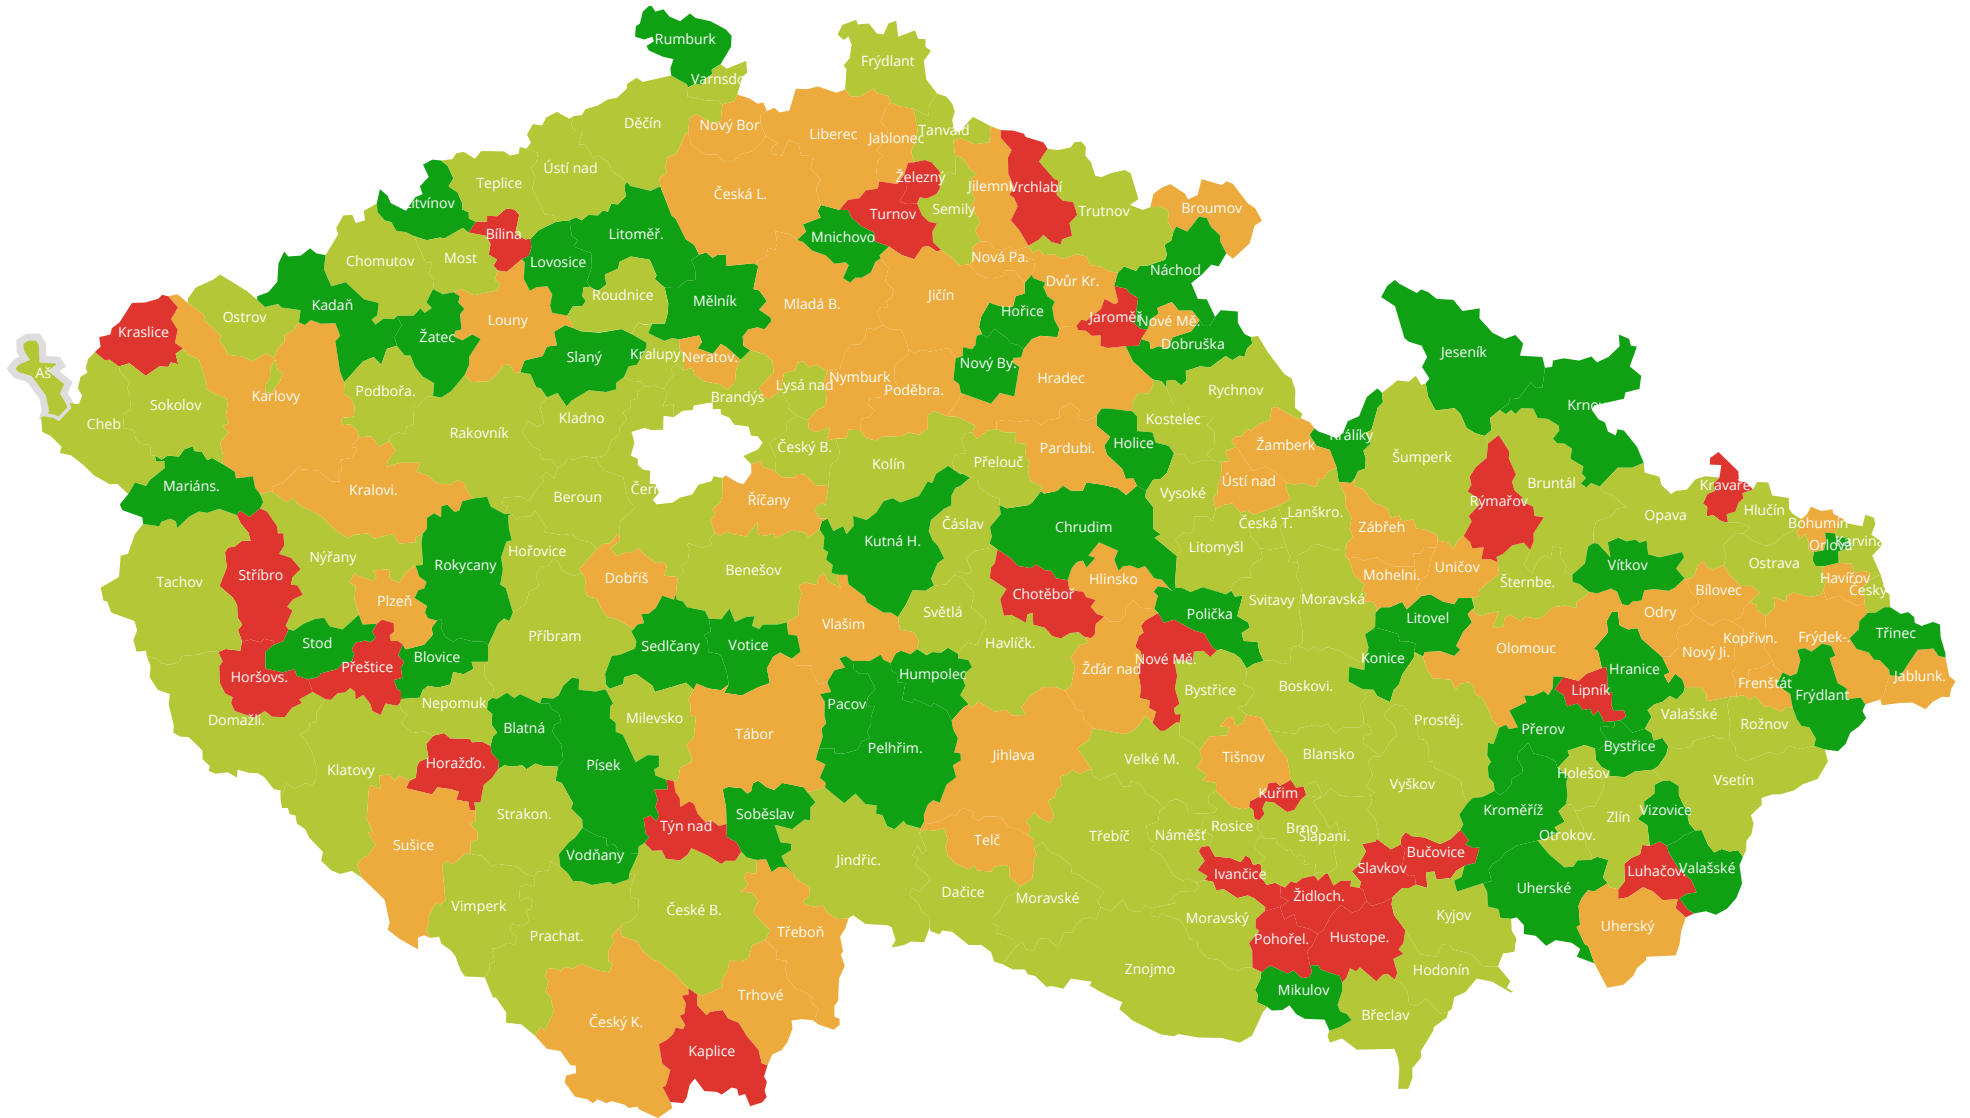 Rumburk
Frýdlant
Varnsdo
Děčín
Nový Bor
Liberec
Jablonec
Tanvald
Ústí nad
Teplice
Železný
Jilemni
Vrchlabí
Česká L.
Litvínov
Turnov
Semily
Trutnov
Broumov
Bílina
Litoměř.
Mnichovo
Chomutov
Most
Lovosice
Nová Pa.
Náchod
Kadaň
Roudnice
Mělník
Mladá B.
Jičín
Dvůr Kr.
Ostrov
Kraslice
Louny
Hořice
Jaroměř
Nové Mě.
Žatec
Slaný
Kralupy
Neratov.
Dobruška
Jeseník
Aš
Nový By.
Hradec
Nymburk
Poděbra.
Lysá nad
Brandýs
Podbořa.
Karlovy
Rychnov
Krnov
Sokolov
Cheb
Kladno
Rakovník
Kostelec
Český B.
Pardubi.
Holice
Žamberk
Králíky
Šumperk
Kolín
Přelouč
Mariáns.
Kralovi.
Beroun
Čern
Říčany
Vysoké
Ústí nad
Bruntál
Kravaře
Rýmařov
Lanškro.
Hlučín
Opava
Čáslav
Chrudim
Česká T.
Zábřeh
Bohumín
Kutná H.
Hořovice
Nýřany
Litomyšl
Orlová
Karviná
Rokycany
Vítkov
Ostrava
Stříbro
Tachov
Dobříš
Benešov
Hlinsko
Mohelni.
Uničov
Šternbe.
Havířov
Český
Plzeň
Chotěboř
Bílovec
Světlá
Polička
Svitavy
Moravská
Odry
Litovel
Vlašim
Stod
Příbram
Sedlčany
Votice
Havlíčk.
Kopřivn.
Frýdek-
Třinec
Olomouc
Nový Ji.
Blovice
Přeštice
Konice
Nové Mě.
Žďár nad
Hranice
Horšovs.
Humpolec
Frenštát
Jablunk.
Bystřice
Boskovi.
Lipník
Frýdlant
Nepomuk
Pacov
Milevsko
Domažli.
Prostěj.
Valašské
Rožnov
Blatná
Tábor
Přerov
Bystřice
Pelhřim.
Jihlava
Velké M.
Tišnov
Blansko
Klatovy
Horažďo.
Písek
Holešov
Vsetín
Vyškov
Kuřim
Strakon.
Soběslav
Kroměříž
Zlín
Vizovice
Týn nad
Rosice
Brno
Šlapani.
Náměšť
Třebíč
Otrokov.
Telč
Sušice
Vodňany
Jindřic.
Bučovice
Slavkov
Ivančice
Luhačov.
Valašské
Uherské
Dačice
Moravské
Židloch.
Vimperk
České B.
Moravský
Kyjov
Třeboň
Uherský
Prachat.
Pohořel.
Hustope.
Znojmo
Hodonín
Trhové
Mikulov
Český K.
Břeclav
Kaplice